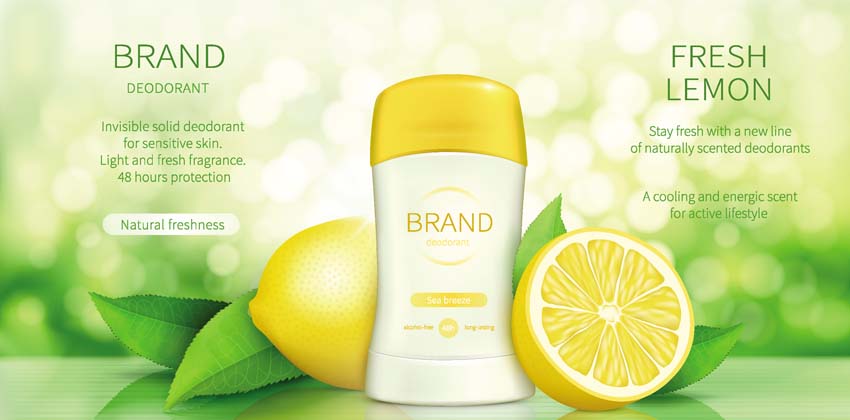 BRAND
DEODORANT
Invisible solid deodorant
for sensitive skin.
Light and fresh fragrance.
48 hours protection
Natural freshness
BRAND
deodorant
Sea breeze
alcohol-free 48h long-lasting
FRESH
LEMON
Stay fresh with a new line
of naturally scented deodorants
A cooling and energic scent
for active lifestyle